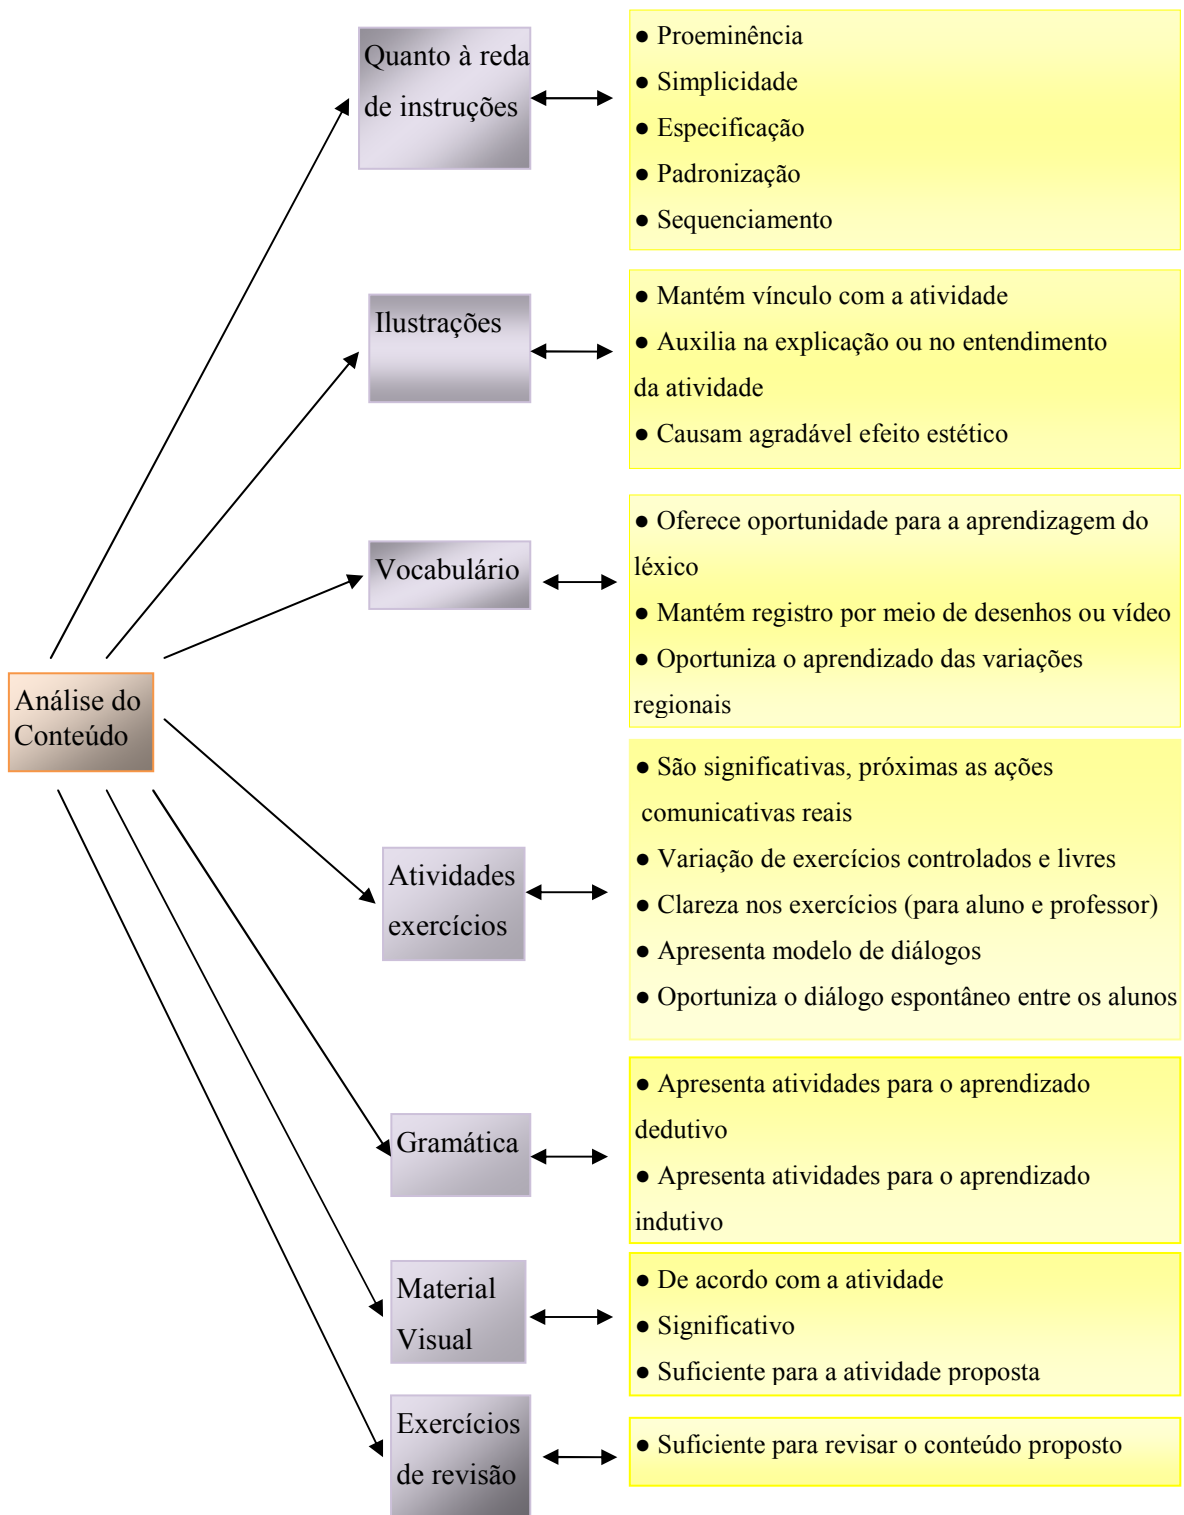 Quanto à reda
de instruções
● Proeminência
● Simplicidade
● Especificação
● Padronização
● Sequenciamento
Ilustrações
● Mantém vínculo com a atividade
● Auxilia na explicação ou no entendimento
da atividade
● Causam agradável efeito estético
Vocabulário
● Oferece oportunidade para a aprendizagem do
léxico
● Mantém registro por meio de desenhos ou vídeo
● Oportuniza o aprendizado das variações
regionais
Análise do
Conteúdo
Atividades
exercícios
● São significativas, próximas as ações
comunicativas reais
● Variação de exercícios controlados e livres
● Clareza nos exercícios (para aluno e professor)
● Apresenta modelo de diálogos
● Oportuniza o diálogo espontâneo entre os alunos
Gramática
● Apresenta atividades para o aprendizado
dedutivo
● Apresenta atividades para o aprendizado
indutivo
Material
Visual
● De acordo com a atividade
● Significativo
● Suficiente para a atividade proposta
Exercícios
de revisão
● Suficiente para revisar o conteúdo proposto